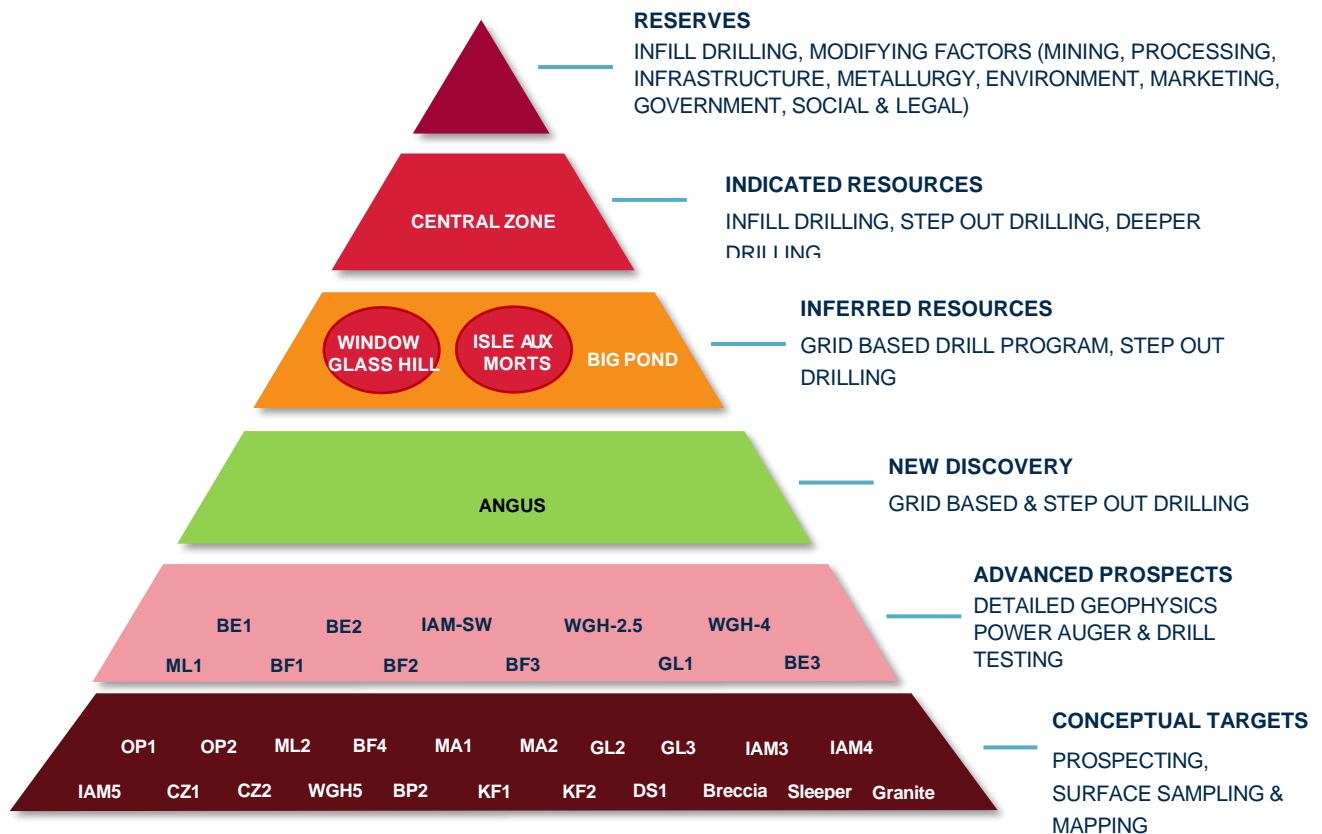 RESERVES
INFILL DRILLING, MODIFYING FACTORS (MINING, PROCESSING,
INFRASTRUCTURE, METALLURGY, ENVIRONMENT, MARKETING,
GOVERNMENT, SOCIAL & LEGAL)
CENTRAL ZONE
INDICATED RESOURCES
INFILL DRILLING, STEP OUT DRILLING, DEEPER
DRILLING
WINDOW
GLASS HILL
ISLE AUX
MORTS
BIG POND
INFERRED RESOURCES
GRID BASED DRILL PROGRAM, STEP OUT
DRILLING
ANGUS
NEW DISCOVERY
GRID BASED & STEP OUT DRILLING
BE1 BE2 IAM-SW WGH-2.5 WGH-4
ML1 BF1 BF2 BF3 GL1 BE3
ADVANCED PROSPECTS
DETAILED GEOPHYSICS
POWER AUGER & DRILL
TESTING
OP1 OP2 ML2 BF4 MA1 MA2 GL2 GL3 IAM3 IAM4
IAM5 CZ1 CZ2 WGH5 BP2 KF1 KF2 DS1 Breccia Sleeper Granite
CONCEPTUAL TARGETS
PROSPECTING,
SURFACE SAMPLING &
MAPPING